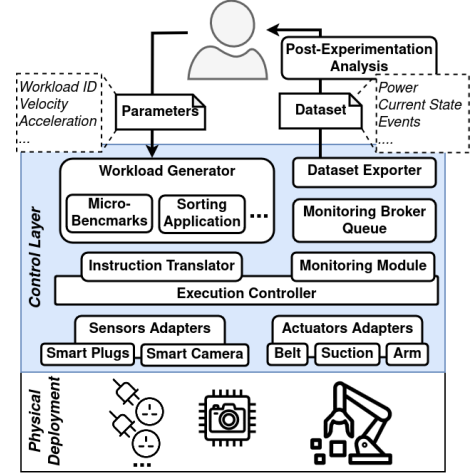 Post-Experimentation
Analysis
Workload ID
Velocity
Acceleration
...
Parameters
Dataset
Power
Current State
Events
....
Control Layer
Workload Generator
Micro-
Bencmarks
Sorting
Application
...
Dataset Exporter
Monitoring Broker
Queue
Instruction Translator
Monitoring Module
Execution Controller
Sensors Adapters
Smart Plugs
Smart Camera
Actuators Adapters
Belt
Suction
Arm
Physical
Deployment
...